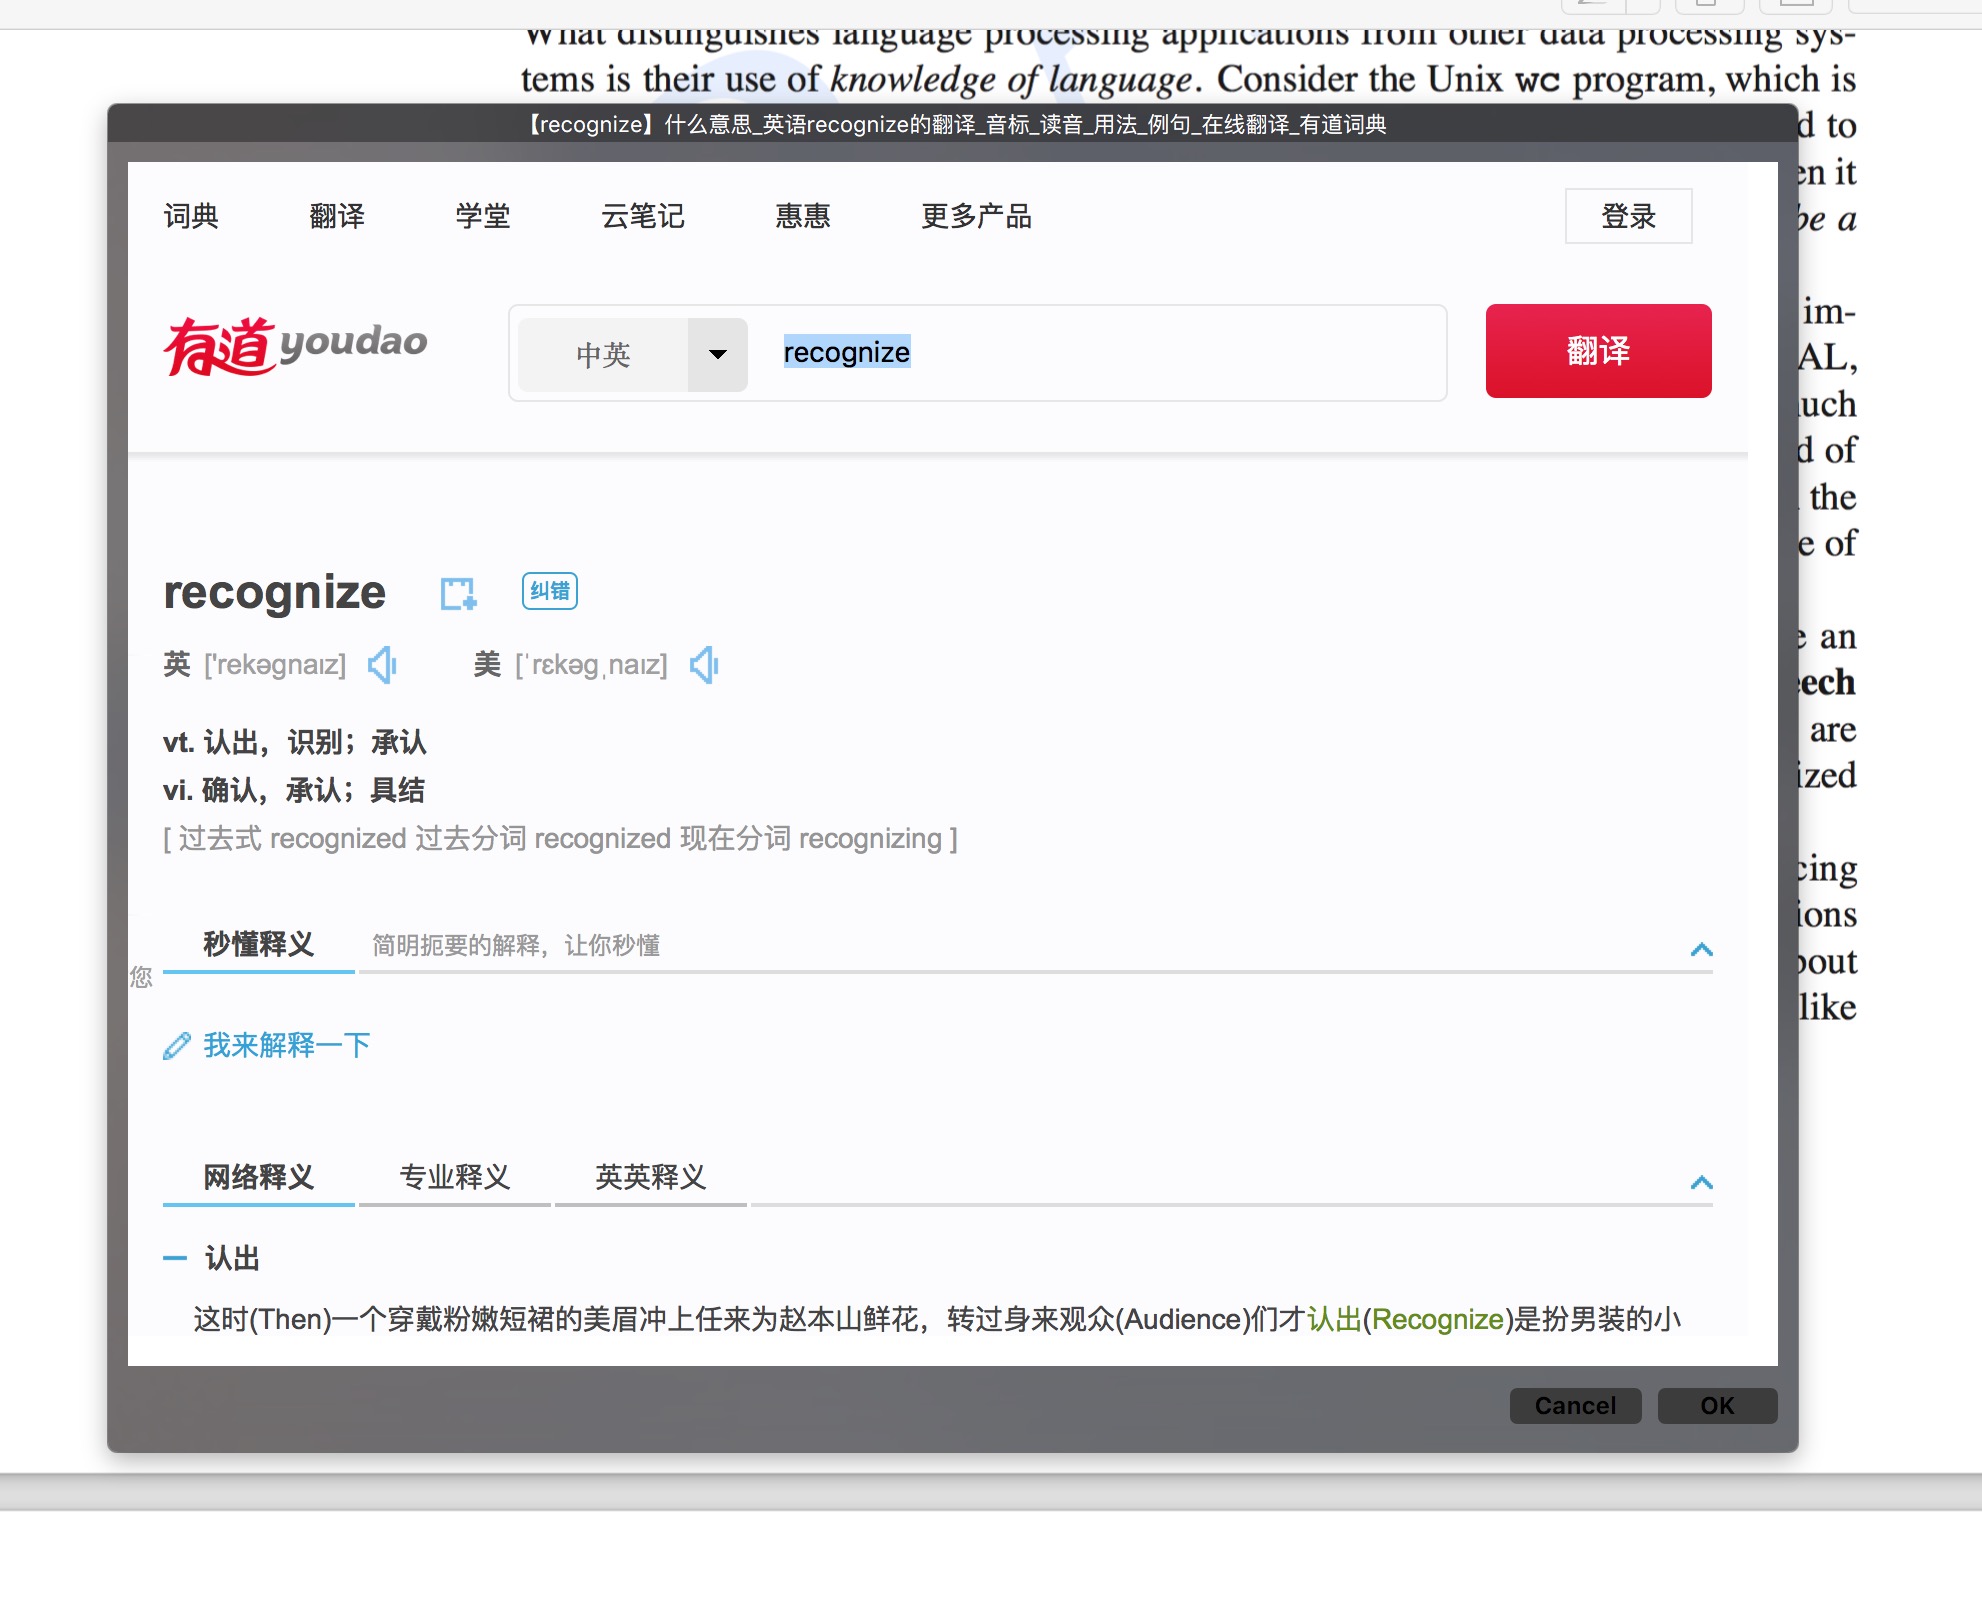 What distinguishes language processing applications from other data processing sys-
tems is their use of knowledge of language. Consider the Unix wc program, which is
【recognize】什么意思_英语recognize的翻译_音标_读音_用法_例句_在线翻译_有道词典
d to
en it
be a
im-
AL,
uch
d of
the
e of
e an
eech
are
ized
cing
ions
bout
like
词典 翻译 学堂 云笔记 惠惠 更多产品 登录
有道 youdao 中英 recognize 翻译
recognize 纠错
英 ['rekəgnaɪz] 美 [ˈrɛkəɡˌnaɪz]
vt. 认出，识别；承认
vi. 确认，承认；具结
[ 过去式 recognized 过去分词 recognized 现在分词 recognizing ]
秒懂释义 简明扼要的解释，让你秒懂
您
我来解释一下
网络释义 专业释义 英英释义
认出
这时(Then)一个穿戴粉嫩短裙的美眉冲上任来为赵本山鲜花，转过身来观众(Audience)们才认出(Recognize)是扮男装的小
Cancel OK